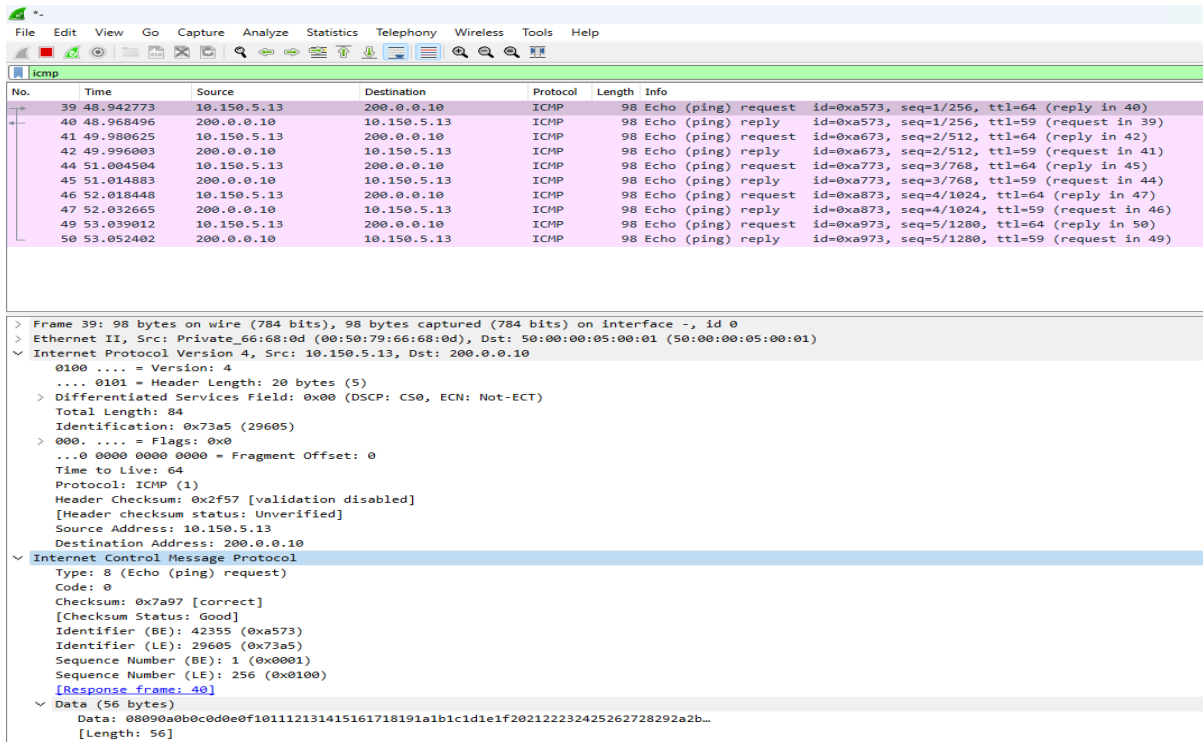 *-
File Edit View Go Capture Analyze Statistics Telephony Wireless Tools Help
icmp
No. Time Source Destination Protocol Length Info
39 48.942773 10.150.5.13 200.0.0.10 ICMP 98 Echo (ping) request id=0xa573, seq=1/256, ttl=64 (reply in 40)
40 48.968496 200.0.0.10 10.150.5.13 ICMP 98 Echo (ping) reply id=0xa573, seq=1/256, ttl=59 (request in 39)
41 49.980625 10.150.5.13 200.0.0.10 ICMP 98 Echo (ping) request id=0xa673, seq=2/512, ttl=64 (reply in 42)
42 49.996003 200.0.0.10 10.150.5.13 ICMP 98 Echo (ping) reply id=0xa673, seq=2/512, ttl=59 (request in 41)
44 51.004504 10.150.5.13 200.0.0.10 ICMP 98 Echo (ping) request id=0xa773, seq=3/768, ttl=64 (reply in 45)
45 51.014883 200.0.0.10 10.150.5.13 ICMP 98 Echo (ping) reply id=0xa773, seq=3/768, ttl=59 (request in 44)
46 52.018448 10.150.5.13 200.0.0.10 ICMP 98 Echo (ping) request id=0xa873, seq=4/1024, ttl=64 (reply in 47)
47 52.032665 200.0.0.10 10.150.5.13 ICMP 98 Echo (ping) reply id=0xa873, seq=4/1024, ttl=59 (request in 46)
49 53.039012 10.150.5.13 200.0.0.10 ICMP 98 Echo (ping) request id=0xa973, seq=5/1280, ttl=64 (reply in 50)
50 53.052402 200.0.0.10 10.150.5.13 ICMP 98 Echo (ping) reply id=0xa973, seq=5/1280, ttl=59 (request in 49)
> Frame 39: 98 bytes on wire (784 bits), 98 bytes captured (784 bits) on interface -, id 0
> Ethernet II, Src: Private_66:68:0d (00:50:79:66:68:0d), Dst: 50:00:00:05:00:01 (50:00:00:05:00:01)
Internet Protocol Version 4, Src: 10.150.5.13, Dst: 200.0.0.10
0100 .... = Version: 4
.... 0101 = Header Length: 20 bytes (5)
> Differentiated Services Field: 0x00 (DSCP: CS0, ECN: Not-ECT)
Total Length: 84
Identification: 0x73a5 (29605)
> 000. .... = Flags: 0x0
...0 0000 0000 0000 = Fragment Offset: 0
Time to Live: 64
Protocol: ICMP (1)
Header Checksum: 0x2f57 [validation disabled]
[Header checksum status: Unverified]
Source Address: 10.150.5.13
Destination Address: 200.0.0.10
Internet Control Message Protocol
Type: 8 (Echo (ping) request)
Code: 0
Checksum: 0x7a97 [correct]
[Checksum Status: Good]
Identifier (BE): 42355 (0xa573)
Identifier (LE): 29605 (0x73a5)
Sequence Number (BE): 1 (0x0001)
Sequence Number (LE): 256 (0x0100)
[Response frame: 40]
Data (56 bytes)
Data: 08090a0b0c0d0e0f101112131415161718191a1b1c1d1e1f202122232425262728292a2b…
[Length: 56]